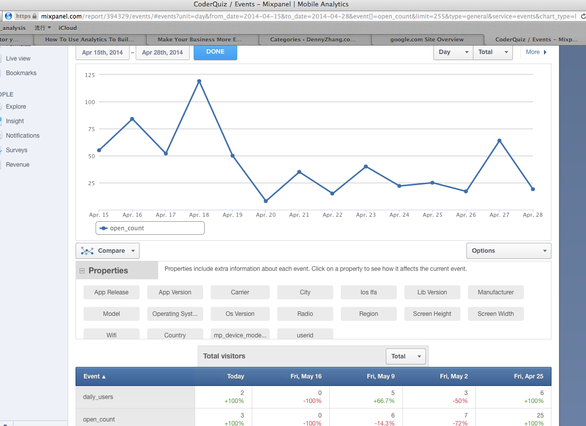 CoderQuiz / Events – Mixpanel | Mobile Analytics
https mixpanel.com/report/394329/events/#events?unit=day&from_date=2014-04-15&to_date=2014-04-28&event[]=open_count&limit=255&type=general&service=events&chart_type=l
_analysis 流行 iCloud
How To Use Analytics To Buil... Make Your Business More E... Categories ‹ DennyZhang.co... google.com Site Overview CoderQuiz / Events – Mixp...
Live view
Bookmarks
OPLE
Explore
Insight
Notifications
Surveys
Revenue
Apr 15th, 2014 – Apr 28th, 2014 DONE Day Total More
125
100
75
50
25
Apr. 15 Apr. 16 Apr. 17 Apr. 18 Apr. 19 Apr. 20 Apr. 21 Apr. 22 Apr. 23 Apr. 24 Apr. 25 Apr. 26 Apr. 27 Apr. 28
open_count
Compare Options
Properties Properties include extra information about each event. Click on a property to see how it affects the current event.
App Release App Version Carrier City Ios Ifa Lib Version Manufacturer
Model Operating Syst... Os Version Radio Region Screen Height Screen Width
Wifi Country mp_device_mode... userid
Total visitors Total
Event Today Fri, May 16 Fri, May 9 Fri, May 2 Fri, Apr 25
daily_users 2 0 5 3 6
+100% -100% +66.7% -50% +100%
open_count 3 0 6 7 25
+100% -100% -14.3% -72% +100%